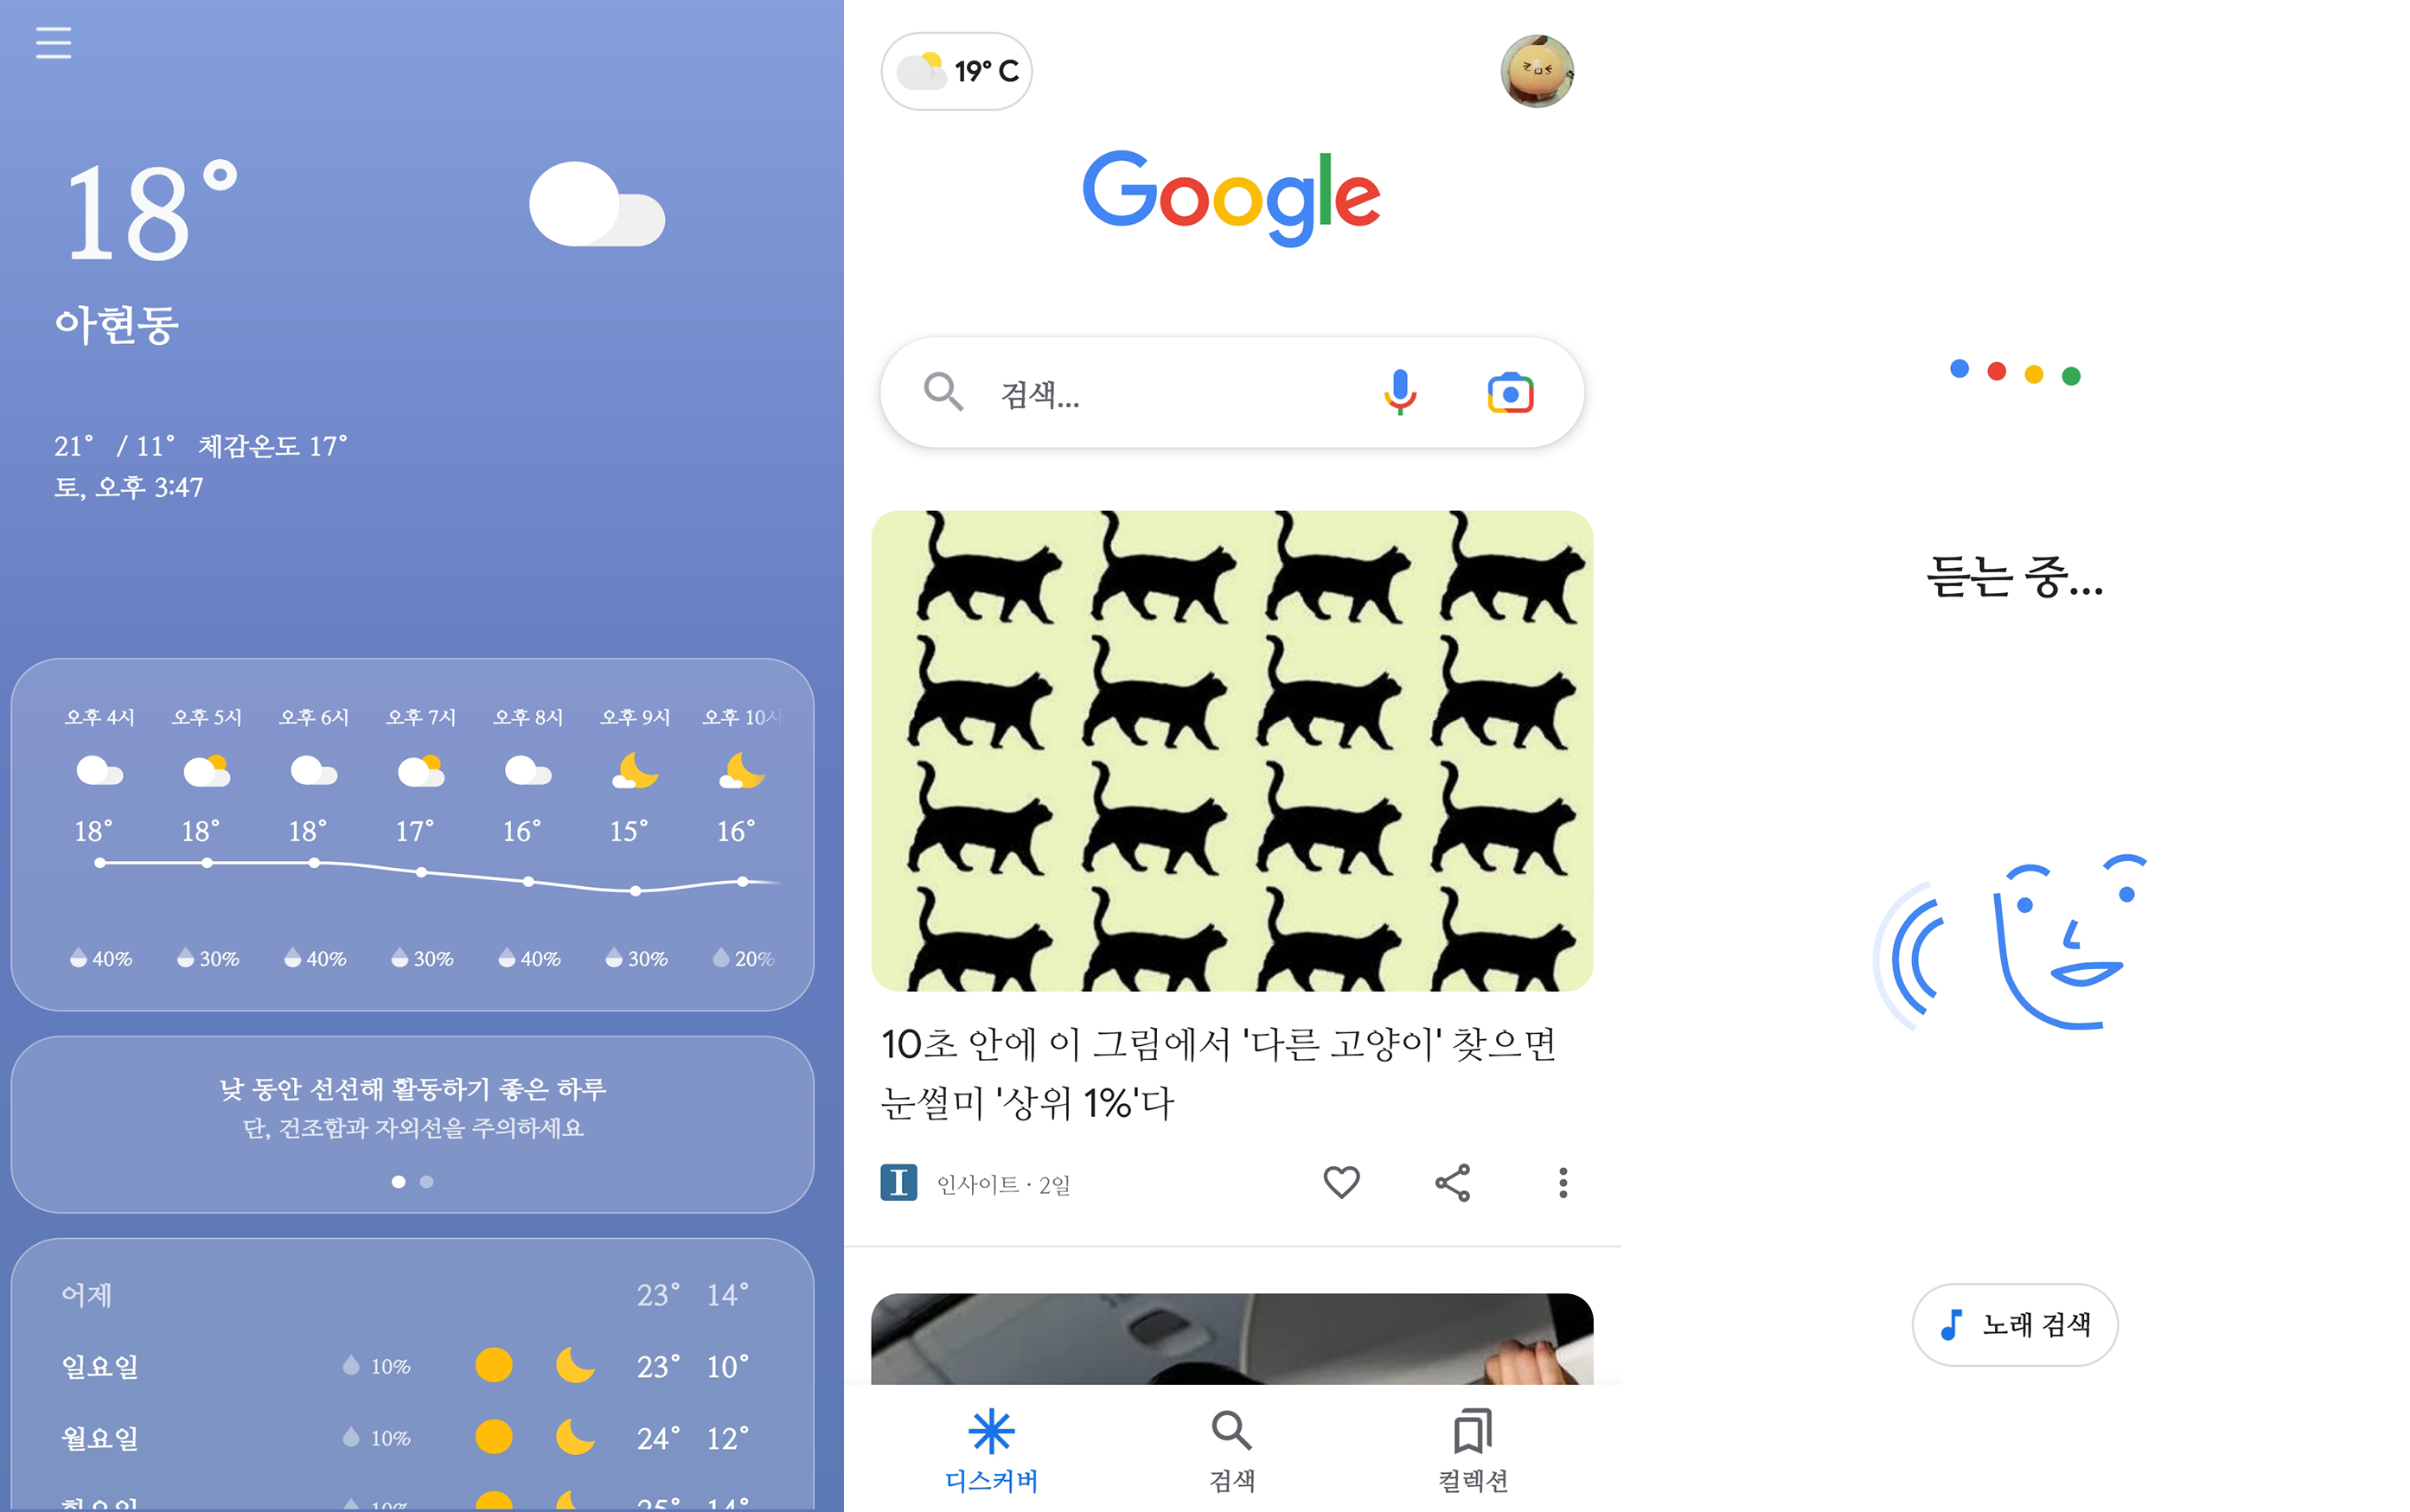 18°
아현동
21° / 11° 체감온도 17°
토, 오후 3:47
오후 4시 오후 5시 오후 6시 오후 7시 오후 8시 오후 9시 오후 10시
18° 18° 18° 17° 16° 15° 16°
40% 30% 40% 30% 40% 30% 20%
낮 동안 선선해 활동하기 좋은 하루
단, 건조함과 자외선을 주의하세요
어제 23° 14°
일요일 10% 23° 10°
월요일 10% 24° 12°
화요일 10% 25° 14°
19° C
Google
검색...
10초 안에 이 그림에서 '다른 고양이' 찾으면
눈썰미 '상위 1%'다
I 인사이트 · 2일
디스커버 검색 컬렉션
듣는 중...
노래 검색